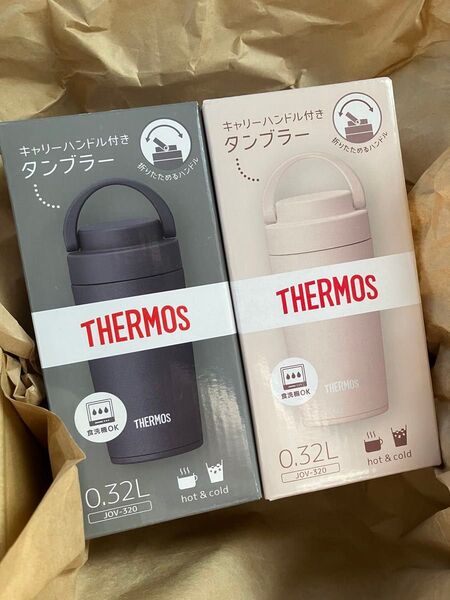 キャリーハンドル付き
タンブラー
折りたためるハンドル
THERMOS
食洗機OK
THERMOS
0.32L
JOV-320
hot & cold
キャリーハンドル付き
タンブラー
折りたためるハンドル
THERMOS
食洗機OK
THERMOS
0.32L
JOV-320
hot & cold